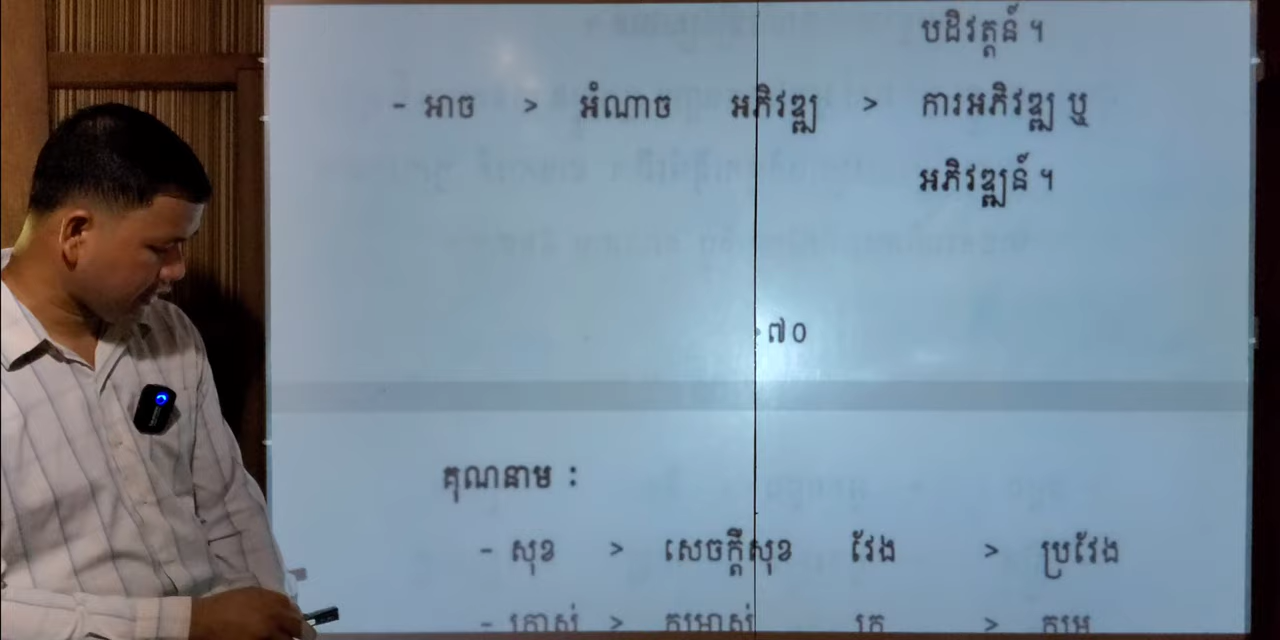 បដិវត្តន៍ ។
- អាច > អំណាច អភិវឌ្ឍ > ការអភិវឌ្ឍ ឬ
អភិវឌ្ឍន៍ ។
៧០
គុណនាម ៈ
- សុខ > សេចក្តីសុខ វែង > ប្រវែង
- > >